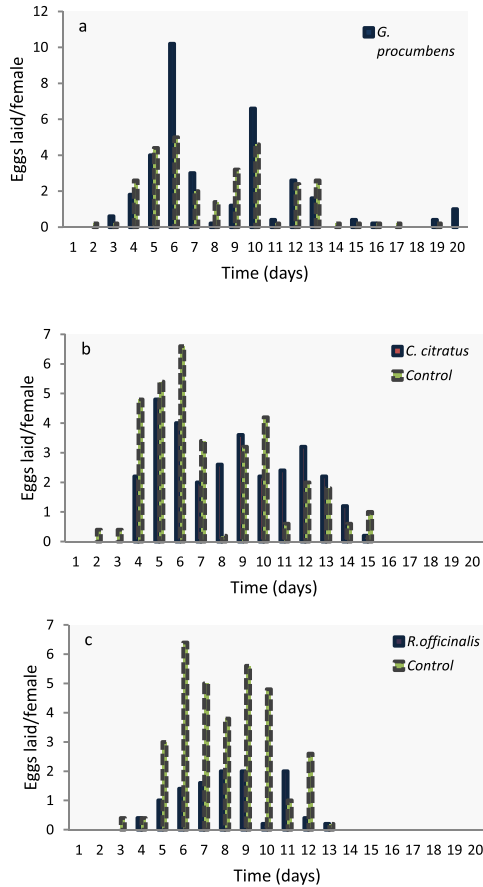 12
a
G.
procumbens
10
8
6
4
2
0
Eggs laid/female
1 2 3 4 5 6 7 8 9 10 11 12 13 14 15 16 17 18 19 20
Time (days)
7
b
C. citratus
Control
6
5
4
3
2
1
0
Eggs laid/female
1 2 3 4 5 6 7 8 9 10 11 12 13 14 15 16 17 18 19 20
Time (days)
7
c
R.officinalis
Control
6
5
4
3
2
1
0
Eggs laid/female
1 2 3 4 5 6 7 8 9 10 11 12 13 14 15 16 17 18 19 20
Time (days)